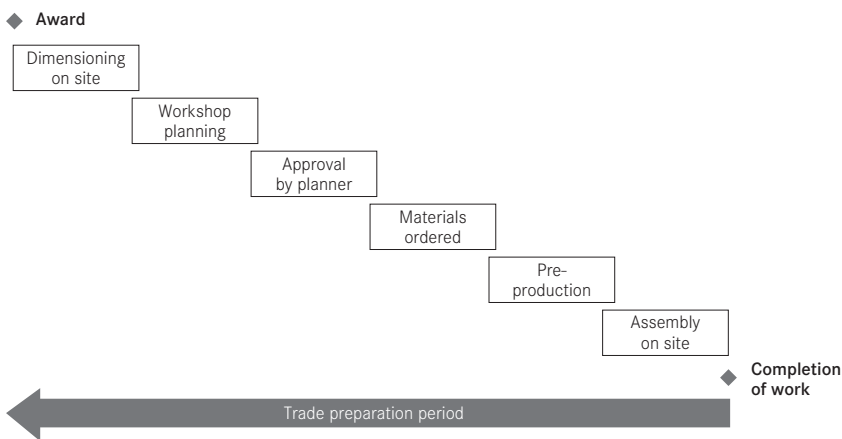 Award
Dimensioning
on site
Workshop
planning
Approval
by planner
Materials
ordered
Pre-
production
Assembly
on site
Completion
of work
Trade preparation period